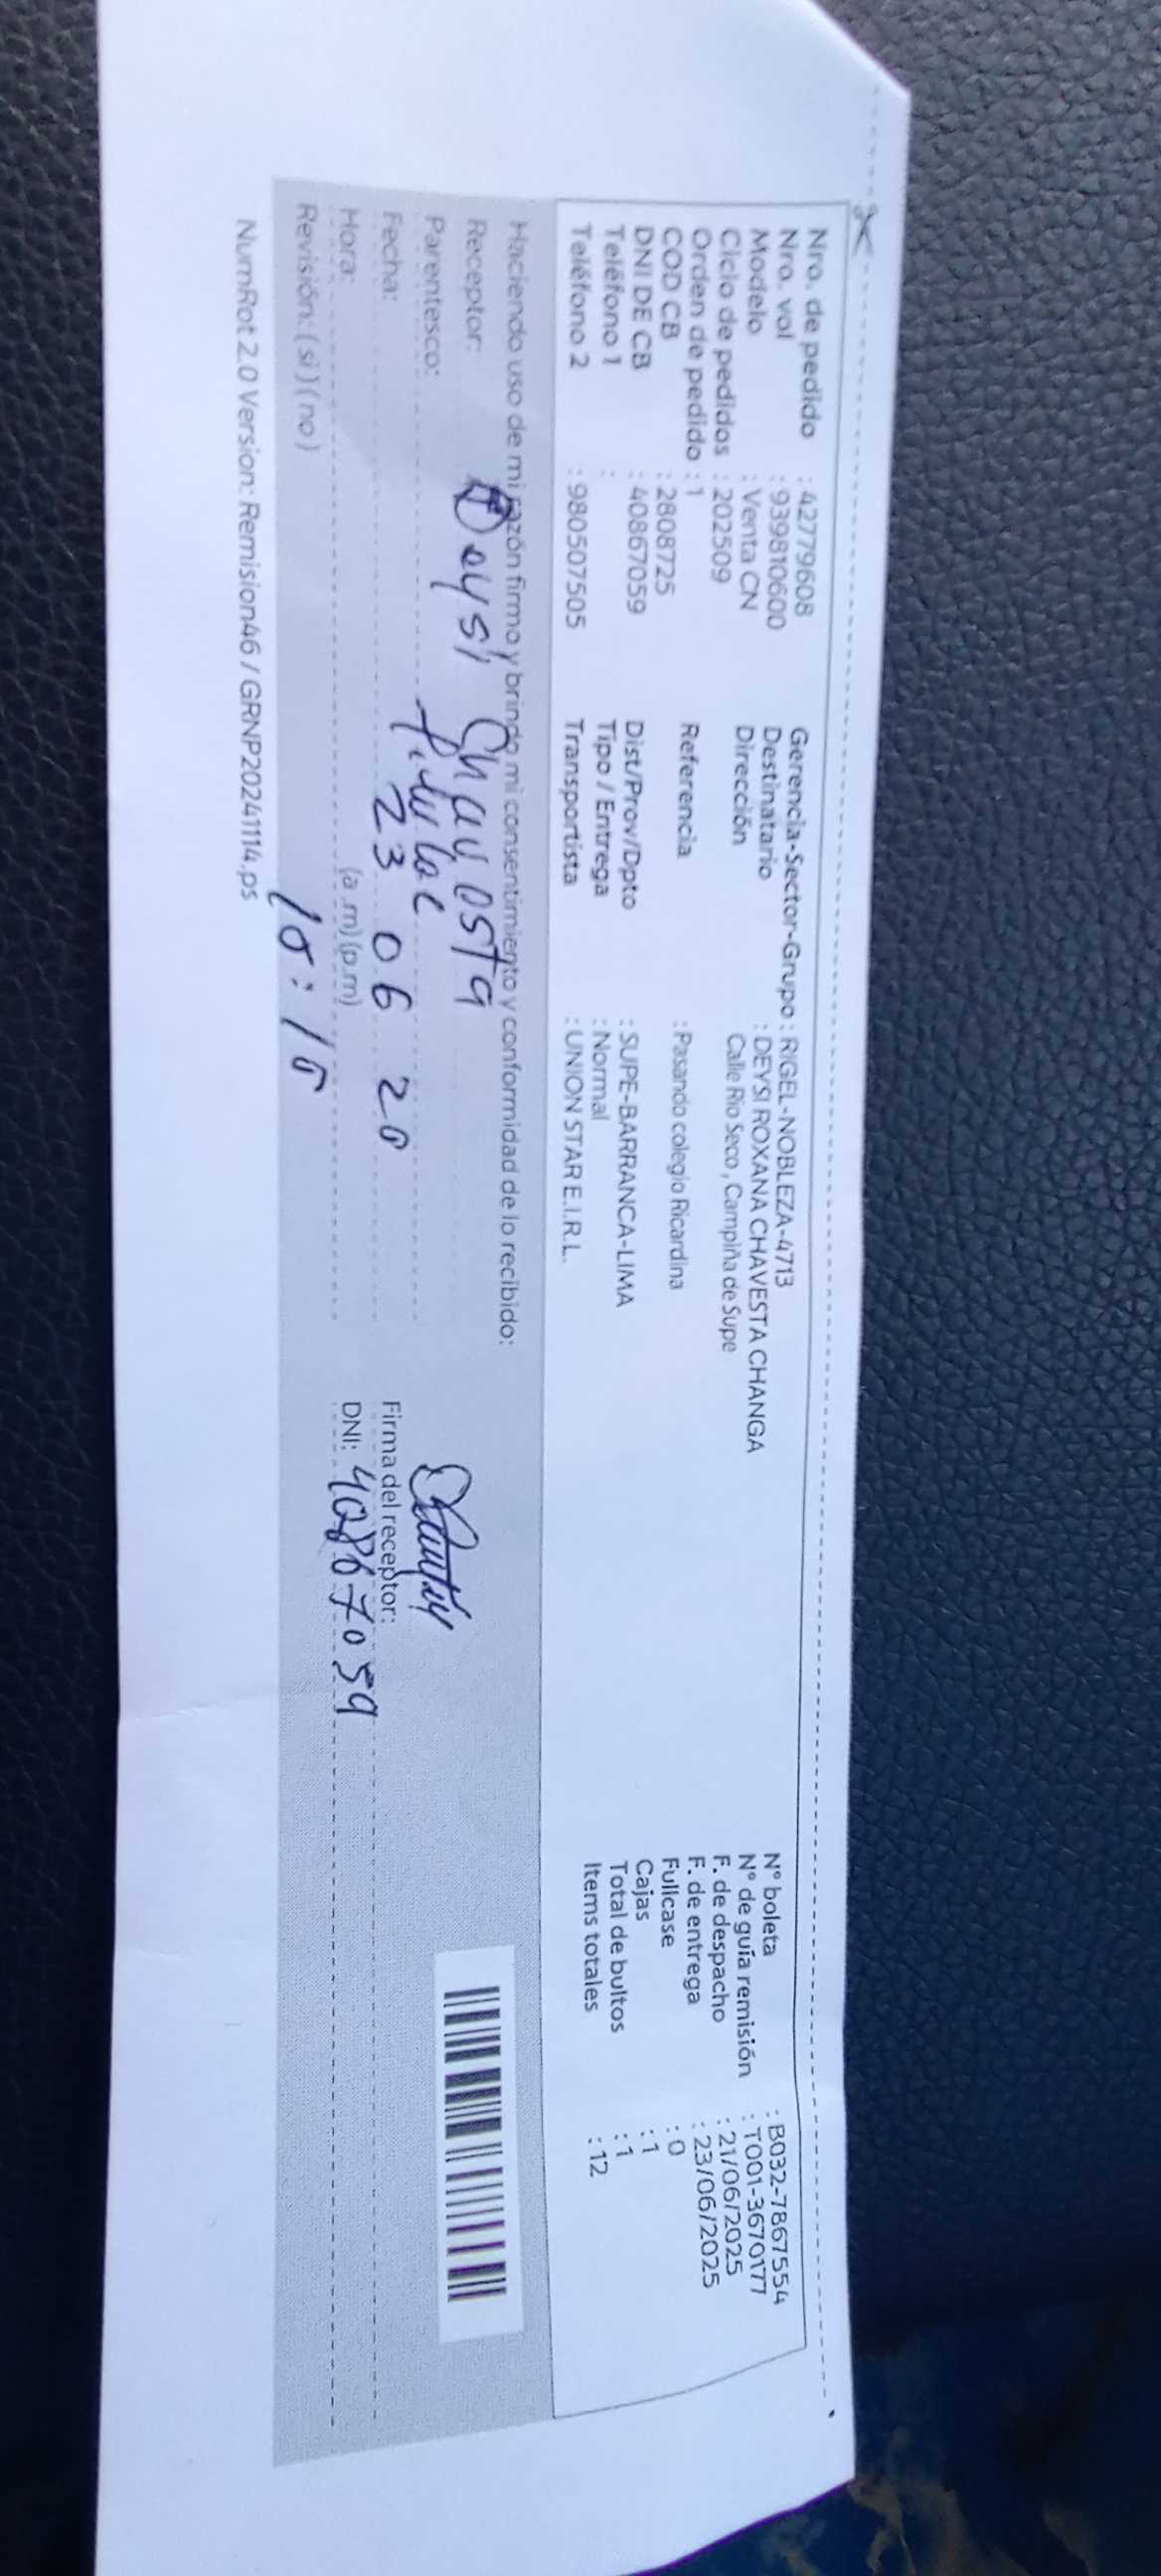 Nro. de pedido : 42779608
Nro. vol : 939810600
Modelo : Venta CN
Ciclo de pedidos : 202509
Orden de pedido : 1
COD CB : 2808725
DNI DE CB : 40867059
Teléfono 1 :
Teléfono 2 : 980507505
Gerencia-Sector-Grupo : RIGEL-NOBLEZA-4713
Destinatario : DEYSI ROXANA CHAVESTA CHANGA
Dirección Calle Rio Seco , Campiña de Supe
Referencia : Pasando colegio Ricardina
Dist/Prov/Dpto : SUPE-BARRANCA-LIMA
Tipo / Entrega : Normal
Transportista : UNION STAR E.I.R.L.
N° boleta : B032-7867554
N° de guía remisión : T001-3670177
F. de despacho : 21/06/2025
F. de entrega : 23/06/2025
Fullcase : 0
Cajas : 1
Total de bultos : 1
Items totales : 12
Haciendo uso de mi razón firmo y brindo mi consentimiento y conformidad de lo recibido:
Receptor: Deysi Chavesta
Parentesco: Titular
Fecha: 23 06 20
Hora: (a .m) (p.m)
10:10
Revisión: ( si ) ( no )
Firma del receptor:
DNI: 40867059
NumRot 2.0 Version: Remision46 / GRNP20241114.ps